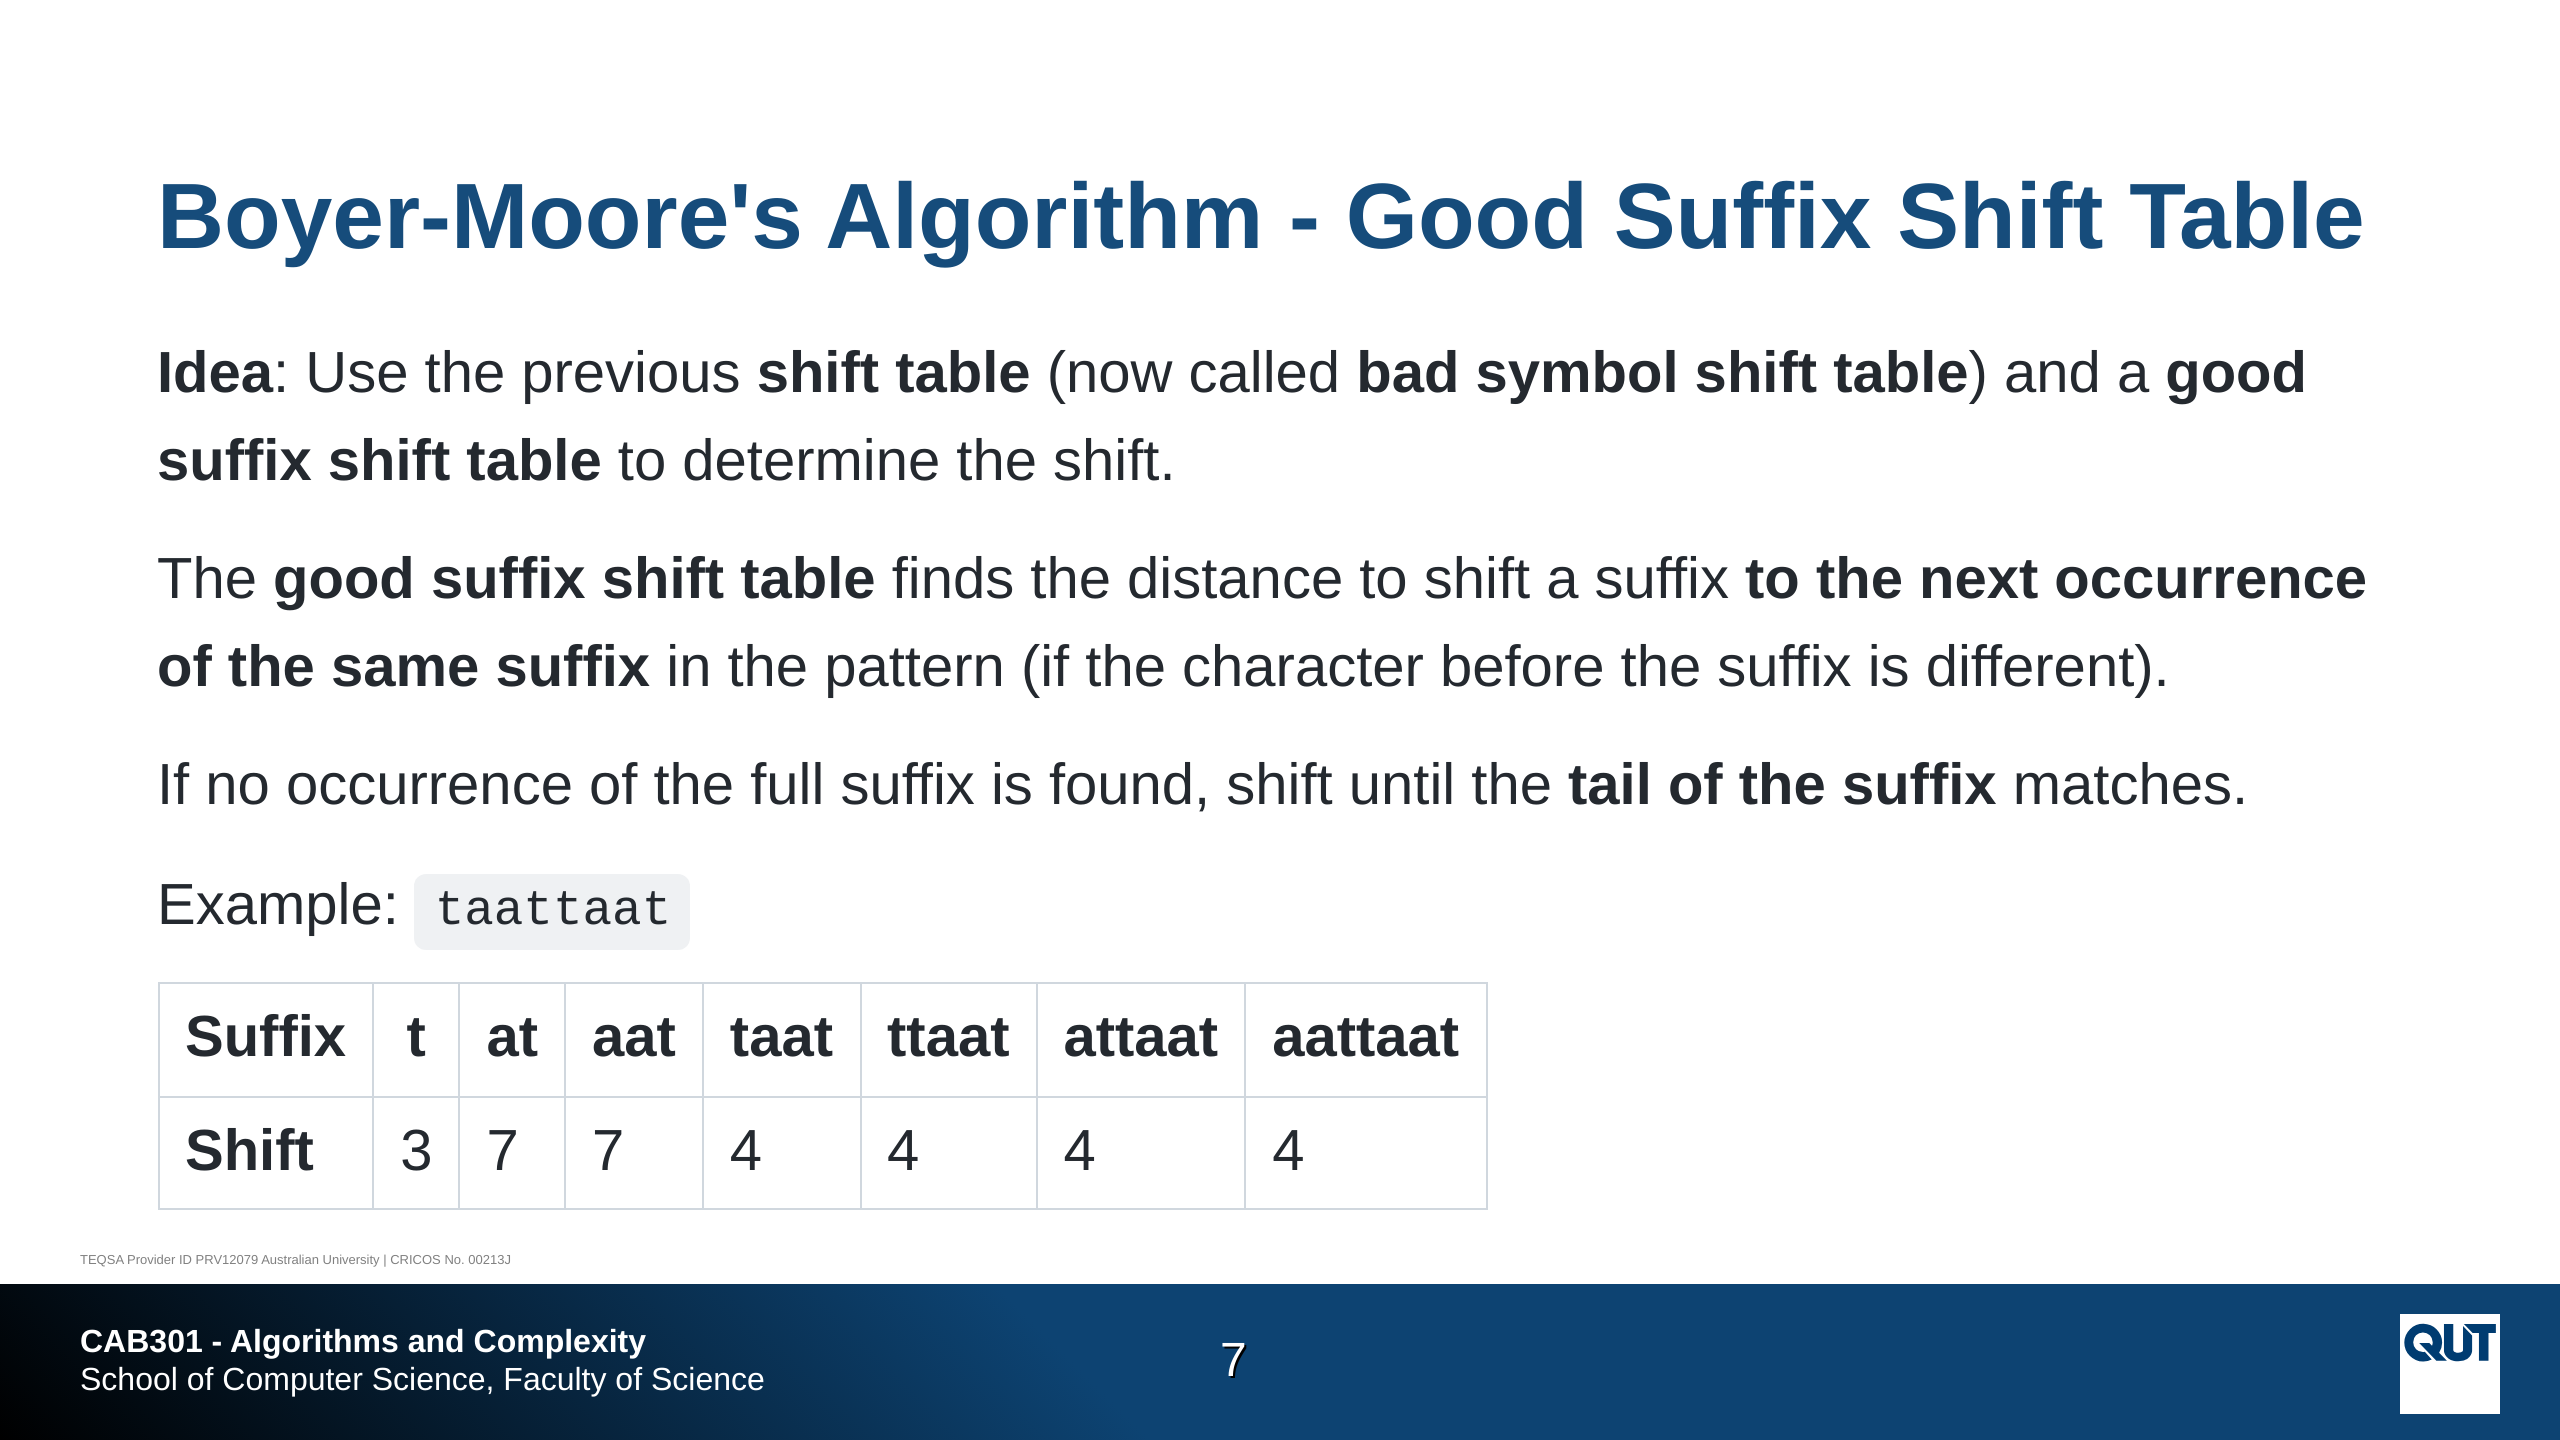 Boyer-Moore's Algorithm - Good Suffix Shift Table
Idea: Use the previous shift table (now called bad symbol shift table) and a good
suffix shift table to determine the shift.
The good suffix shift table finds the distance to shift a suffix to the next occurrence
of the same suffix in the pattern (if the character before the suffix is different).
If no occurrence of the full suffix is found, shift until the tail of the suffix matches.
Example: taattaat
Suffix t at aat taat ttaat attaat aattaat
Shift 3 7 7 4 4 4 4
TEQSA Provider ID PRV12079 Australian University | CRICOS No. 00213J
CAB301 - Algorithms and Complexity
School of Computer Science, Faculty of Science
7
QUT